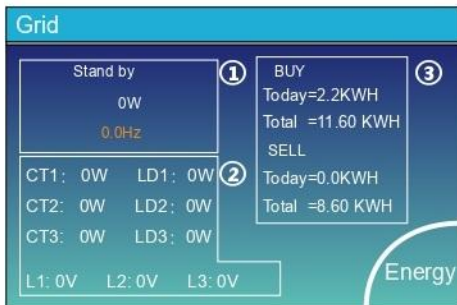 Grid
Stand by
0W
0.0Hz
①
CT1: 0W LD1: 0W
CT2: 0W LD2: 0W
CT3: 0W LD3: 0W
L1: 0V L2: 0V L3: 0V
②
BUY
Today=2.2KWH
Total =11.60 KWH
SELL
Today=0.0KWH
Total =8.60 KWH
③
Energy